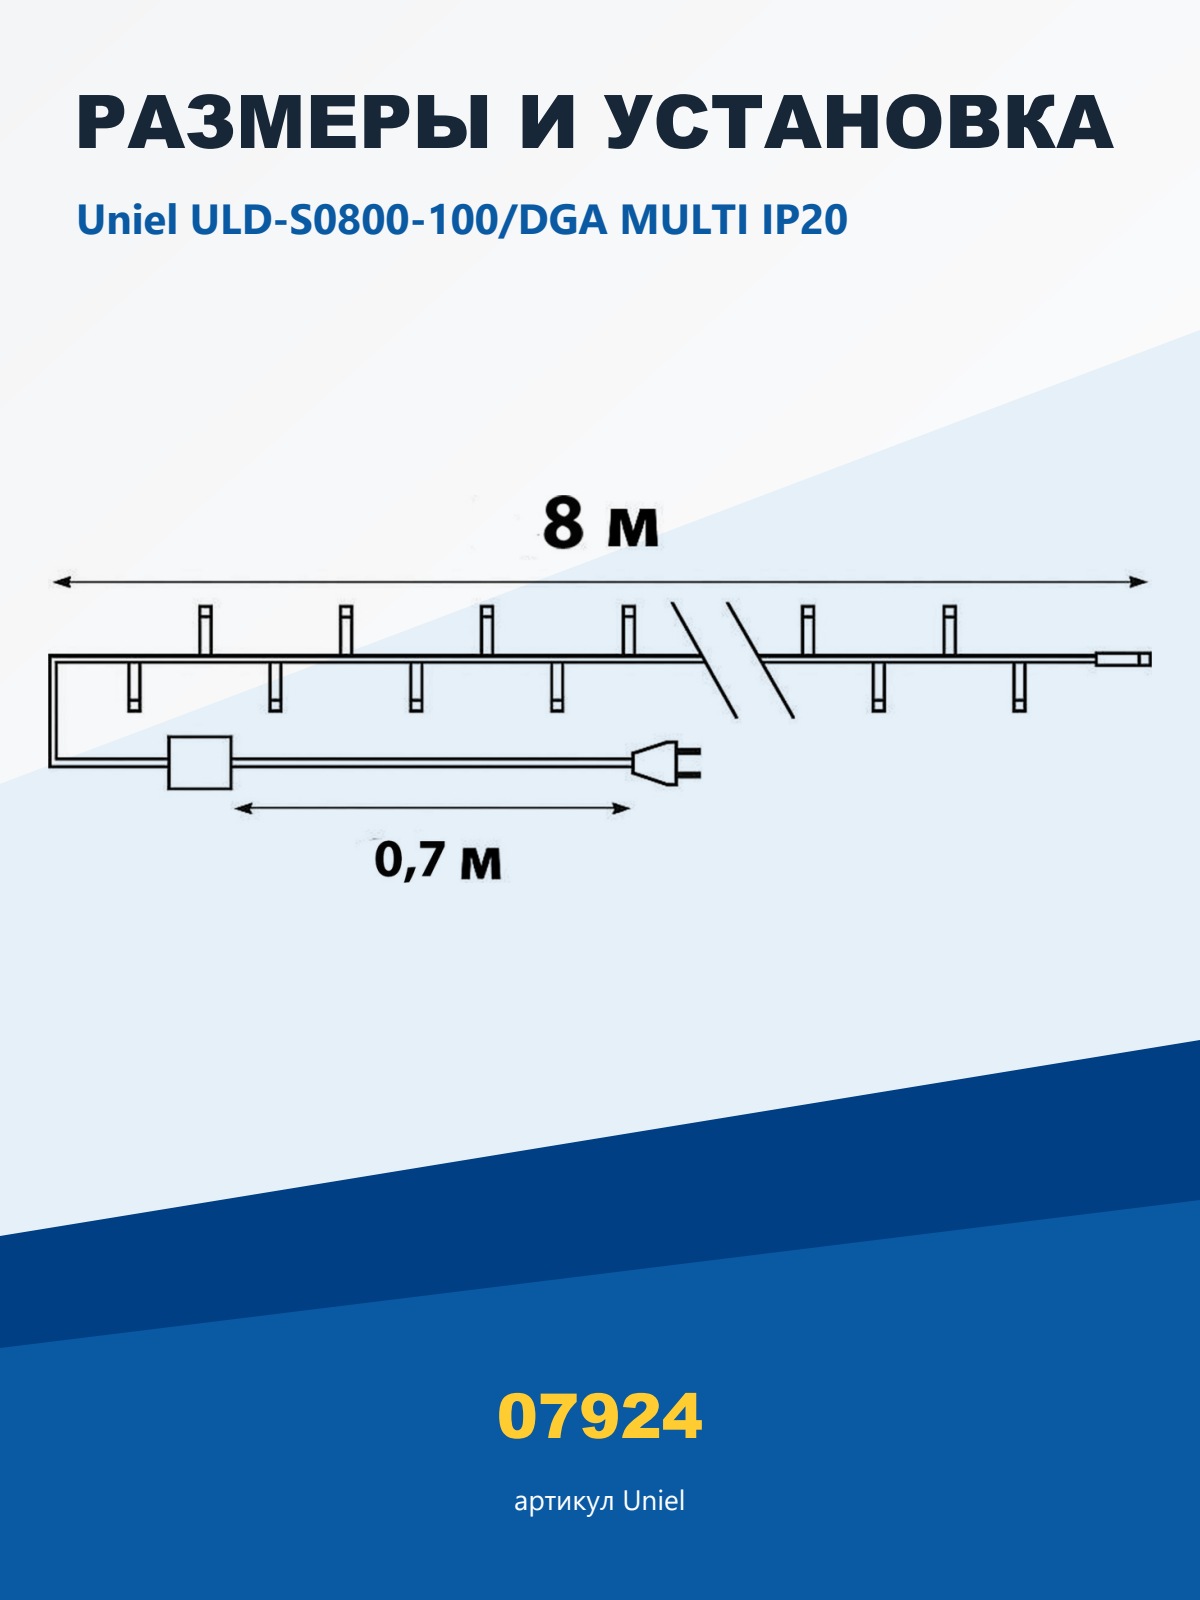 РАЗМЕРЫ И УСТАНОВКА
Uniel ULD-S0800-100/DGA MULTI IP20
8 м
0,7 м
07924
артикул Uniel